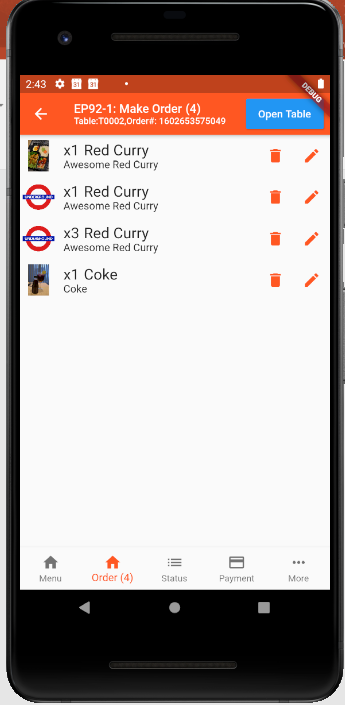 2:43
31
31
DEBUG
EP92-1: Make Order (4)
Table:T0002,Order#: 1602653575049
Open Table
x1 Red Curry
Awesome Red Curry
x1 Red Curry
Awesome Red Curry
x3 Red Curry
Awesome Red Curry
x1 Coke
Coke
Menu
Order (4)
Status
Payment
More